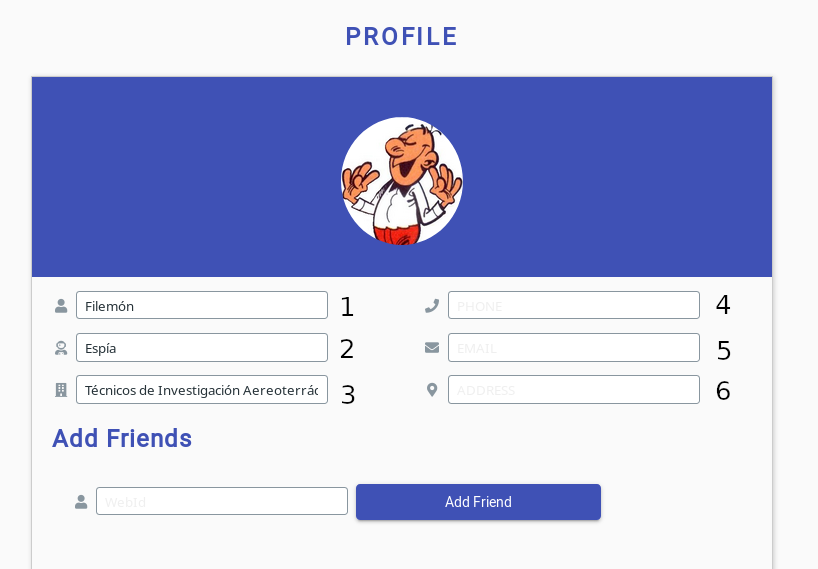 PROFILE
Filemón 1 PHONE 4
Espía 2 EMAIL 5
Técnicos de Investigación Aereoterrác 3 ADDRESS 6
Add Friends
WebId Add Friend